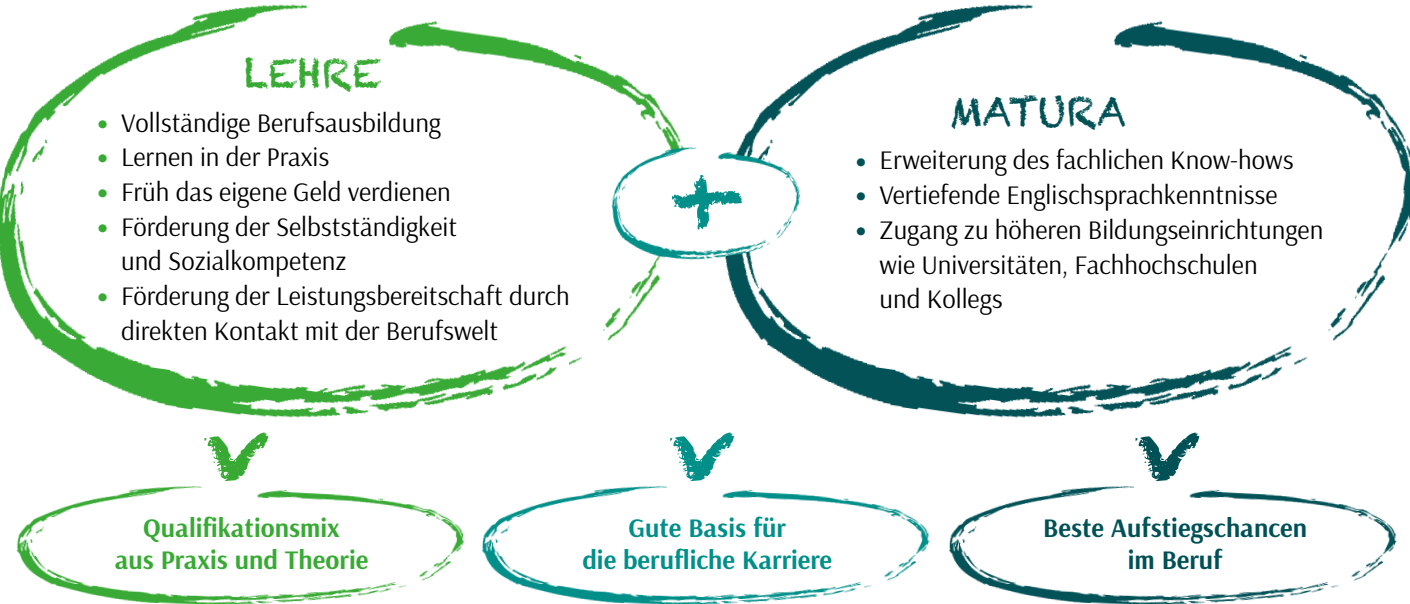 LEHRE
• Vollständige Berufsausbildung
• Lernen in der Praxis
• Früh das eigene Geld verdienen
• Förderung der Selbstständigkeit
und Sozialkompetenz
• Förderung der Leistungsbereitschaft durch
direkten Kontakt mit der Berufswelt
+
MATURA
• Erweiterung des fachlichen Know-hows
• Vertiefende Englischsprachkenntnisse
• Zugang zu höheren Bildungseinrichtungen
wie Universitäten, Fachhochschulen
und Kollegs
Qualifikationsmix
aus Praxis und Theorie
Gute Basis für
die berufliche Karriere
Beste Aufstiegschancen
im Beruf